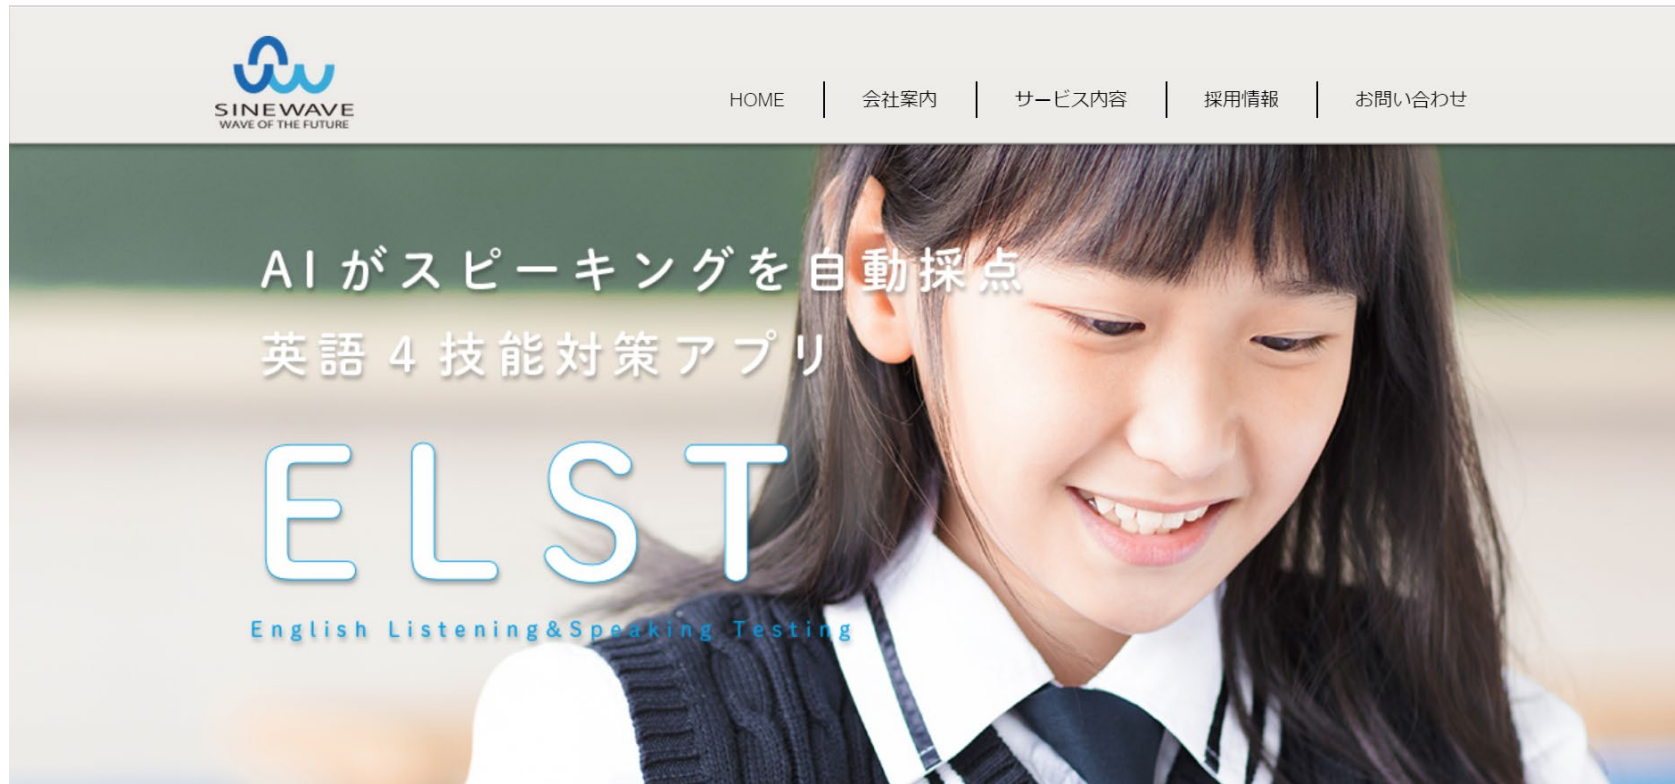 SINEWAVE
WAVE OF THE FUTURE
HOME 会社案内 サービス内容 採用情報 お問い合わせ
AIがスピーキングを自動採点
英語4技能対策アプリ
ELST
English Listening&Speaking Testing